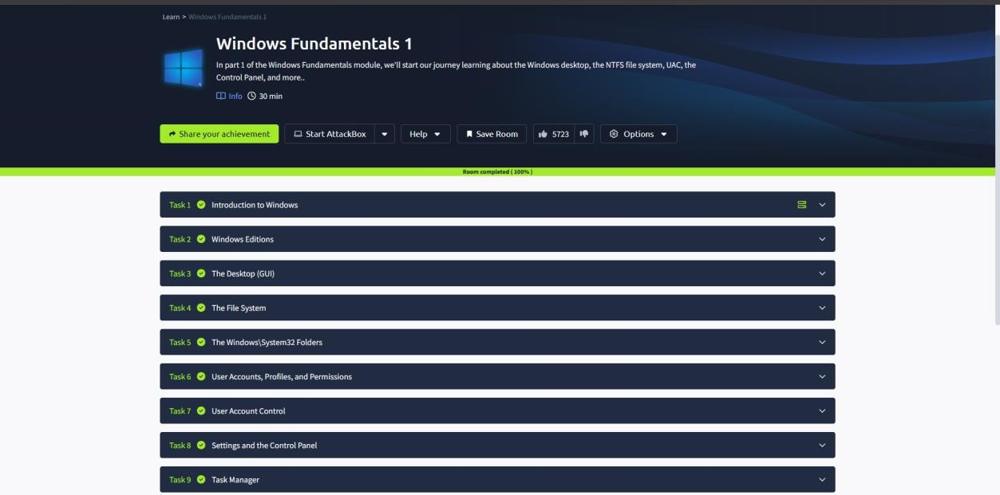 Learn > Windows Fundamentals 1
Windows Fundamentals 1
In part 1 of the Windows Fundamentals module, we'll start our journey learning about the Windows desktop, the NTFS file system, UAC, the
Control Panel, and more..
Info 30 min
Share your achievement Start AttackBox Help Save Room 5723 Options
Room completed ( 100% )
Task 1 Introduction to Windows
Task 2 Windows Editions
Task 3 The Desktop (GUI)
Task 4 The File System
Task 5 The Windows\System32 Folders
Task 6 User Accounts, Profiles, and Permissions
Task 7 User Account Control
Task 8 Settings and the Control Panel
Task 9 Task Manager